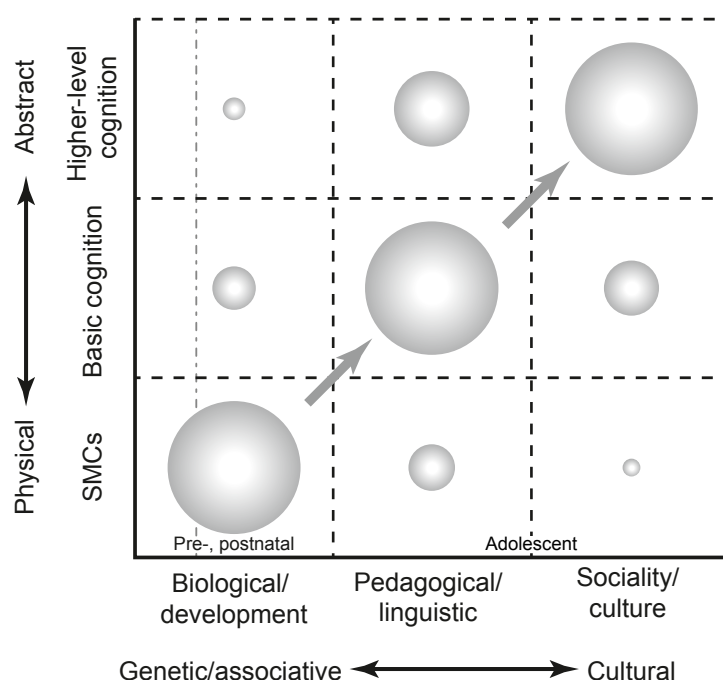 Abstract
Higher-level
cognition
Basic cognition
Physical
SMCs
Pre-, postnatal
Adolescent
Biological/
development
Pedagogical/
linguistic
Sociality/
culture
Genetic/associative
Cultural